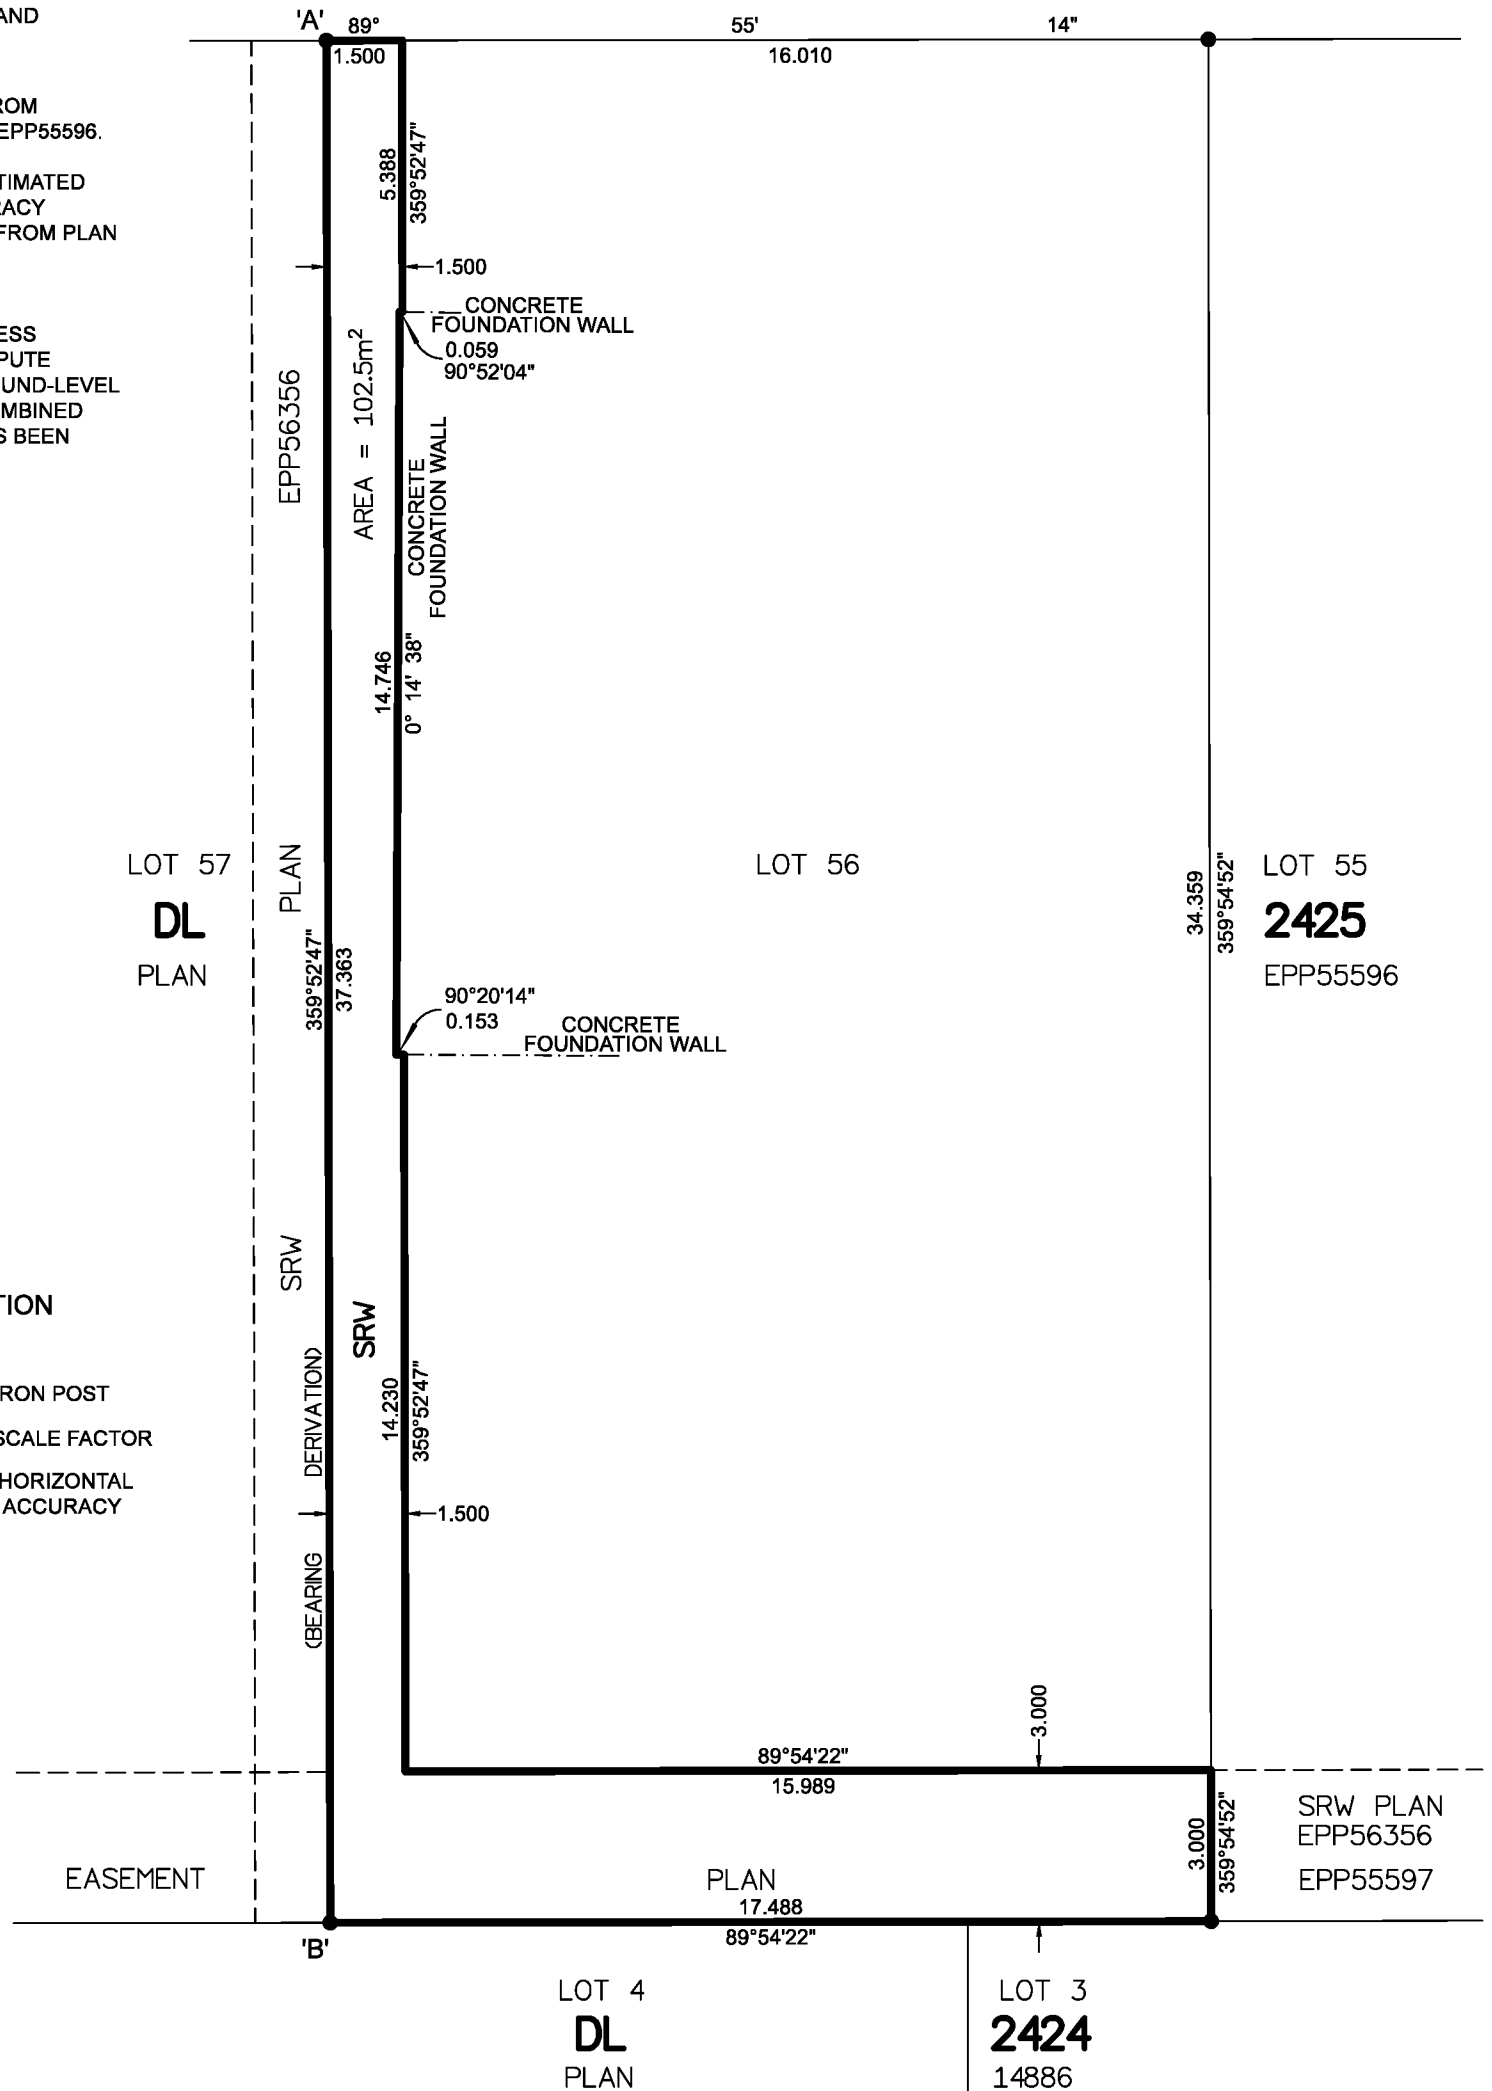 AND
'A'
89°
55'
14"
1.500
16.010
ROM
EPP55596.
TIMATED
RACY
FROM PLAN
5.388
359°52'47"
1.500
CONCRETE
FOUNDATION WALL
0.059
90°52'04"
ESS
PUTE
UND-LEVEL
MBINED
S BEEN
EPP56356
AREA = 102.5m²
CONCRETE
FOUNDATION WALL
14.746
0° 14' 38"
LOT 57
DL
PLAN
PLAN
LOT 56
34.359
359°54'52"
LOT 55
2425
EPP55596
359°52'47"
37.363
90°20'14"
0.153
CONCRETE
FOUNDATION WALL
SRW
SRW
TION
RON POST
SCALE FACTOR
HORIZONTAL
ACCURACY
(BEARING DERIVATION)
14.230
359°52'47"
1.500
3.000
89°54'22"
15.989
3.000
359°54'52"
SRW PLAN
EPP56356
EASEMENT
PLAN
EPP55597
17.488
89°54'22"
'B'
LOT 4
DL
PLAN
LOT 3
2424
14886